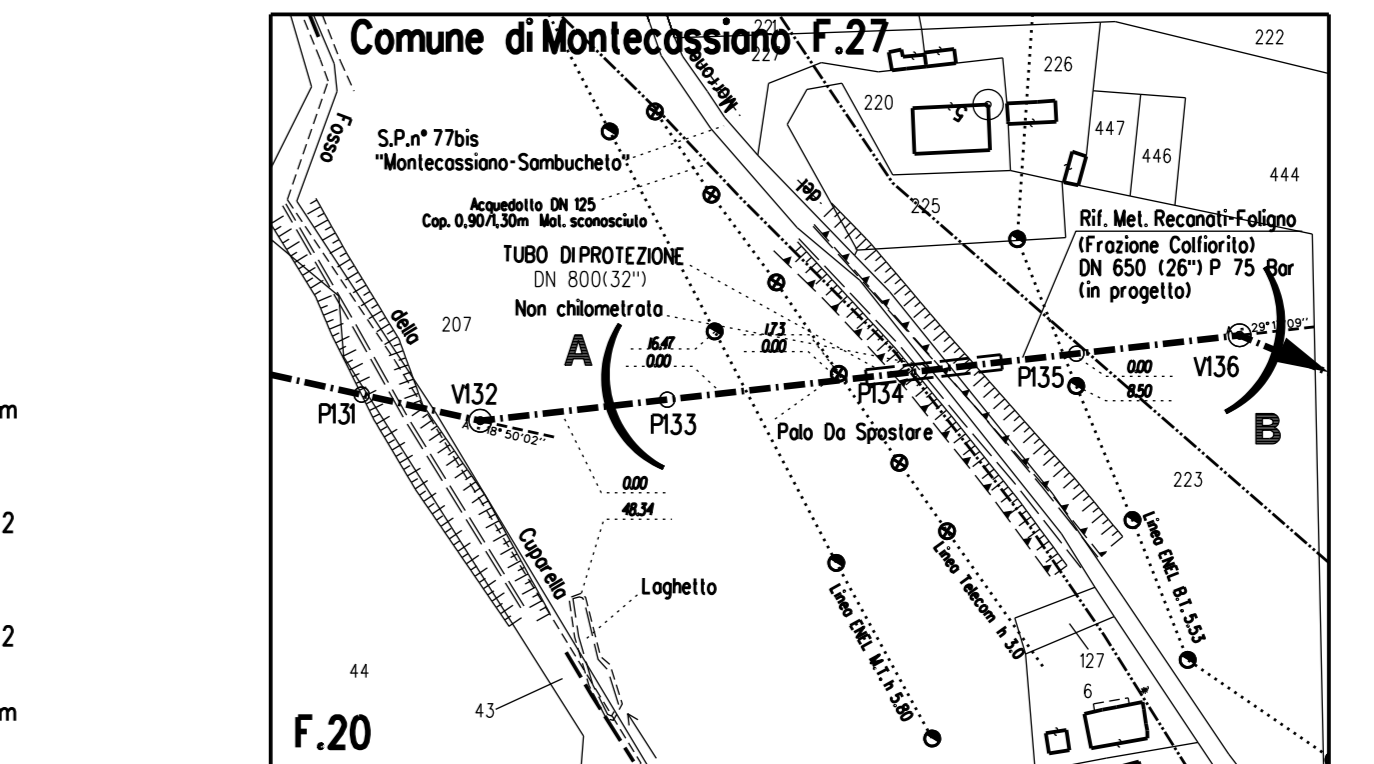 Comune di Montecassiano F.27
221
227
222
226
220
5
447
446
444
225
Morrone
del
Fosso
della
Cuparella
S.P.n° 77bis
"Montecassiano-Sambucheto"
Acquedotto DN 125
Cop. 0,90/1,30m Mat. sconosciuto
TUBO DI PROTEZIONE
DN 800(32")
Non chilometrata
Rif. Met. Recanati-Foligno
(Frazione Colfiorito)
DN 650 (26") P 75 Bar
(in progetto)
207
A
16.47
0.00
1.73
0.00
P131
V132
A = 18°50'02"
P133
P134
P135
0.00
8.50
V136
B
Palo Da Spostare
0.00
48.34
223
Laghetto
Linea ENEL M.T. h 5.80
Linea Telecom h 3.0
Linea ENEL B.T. 5.53
127
6
44
43
F.20
m
2
2
m